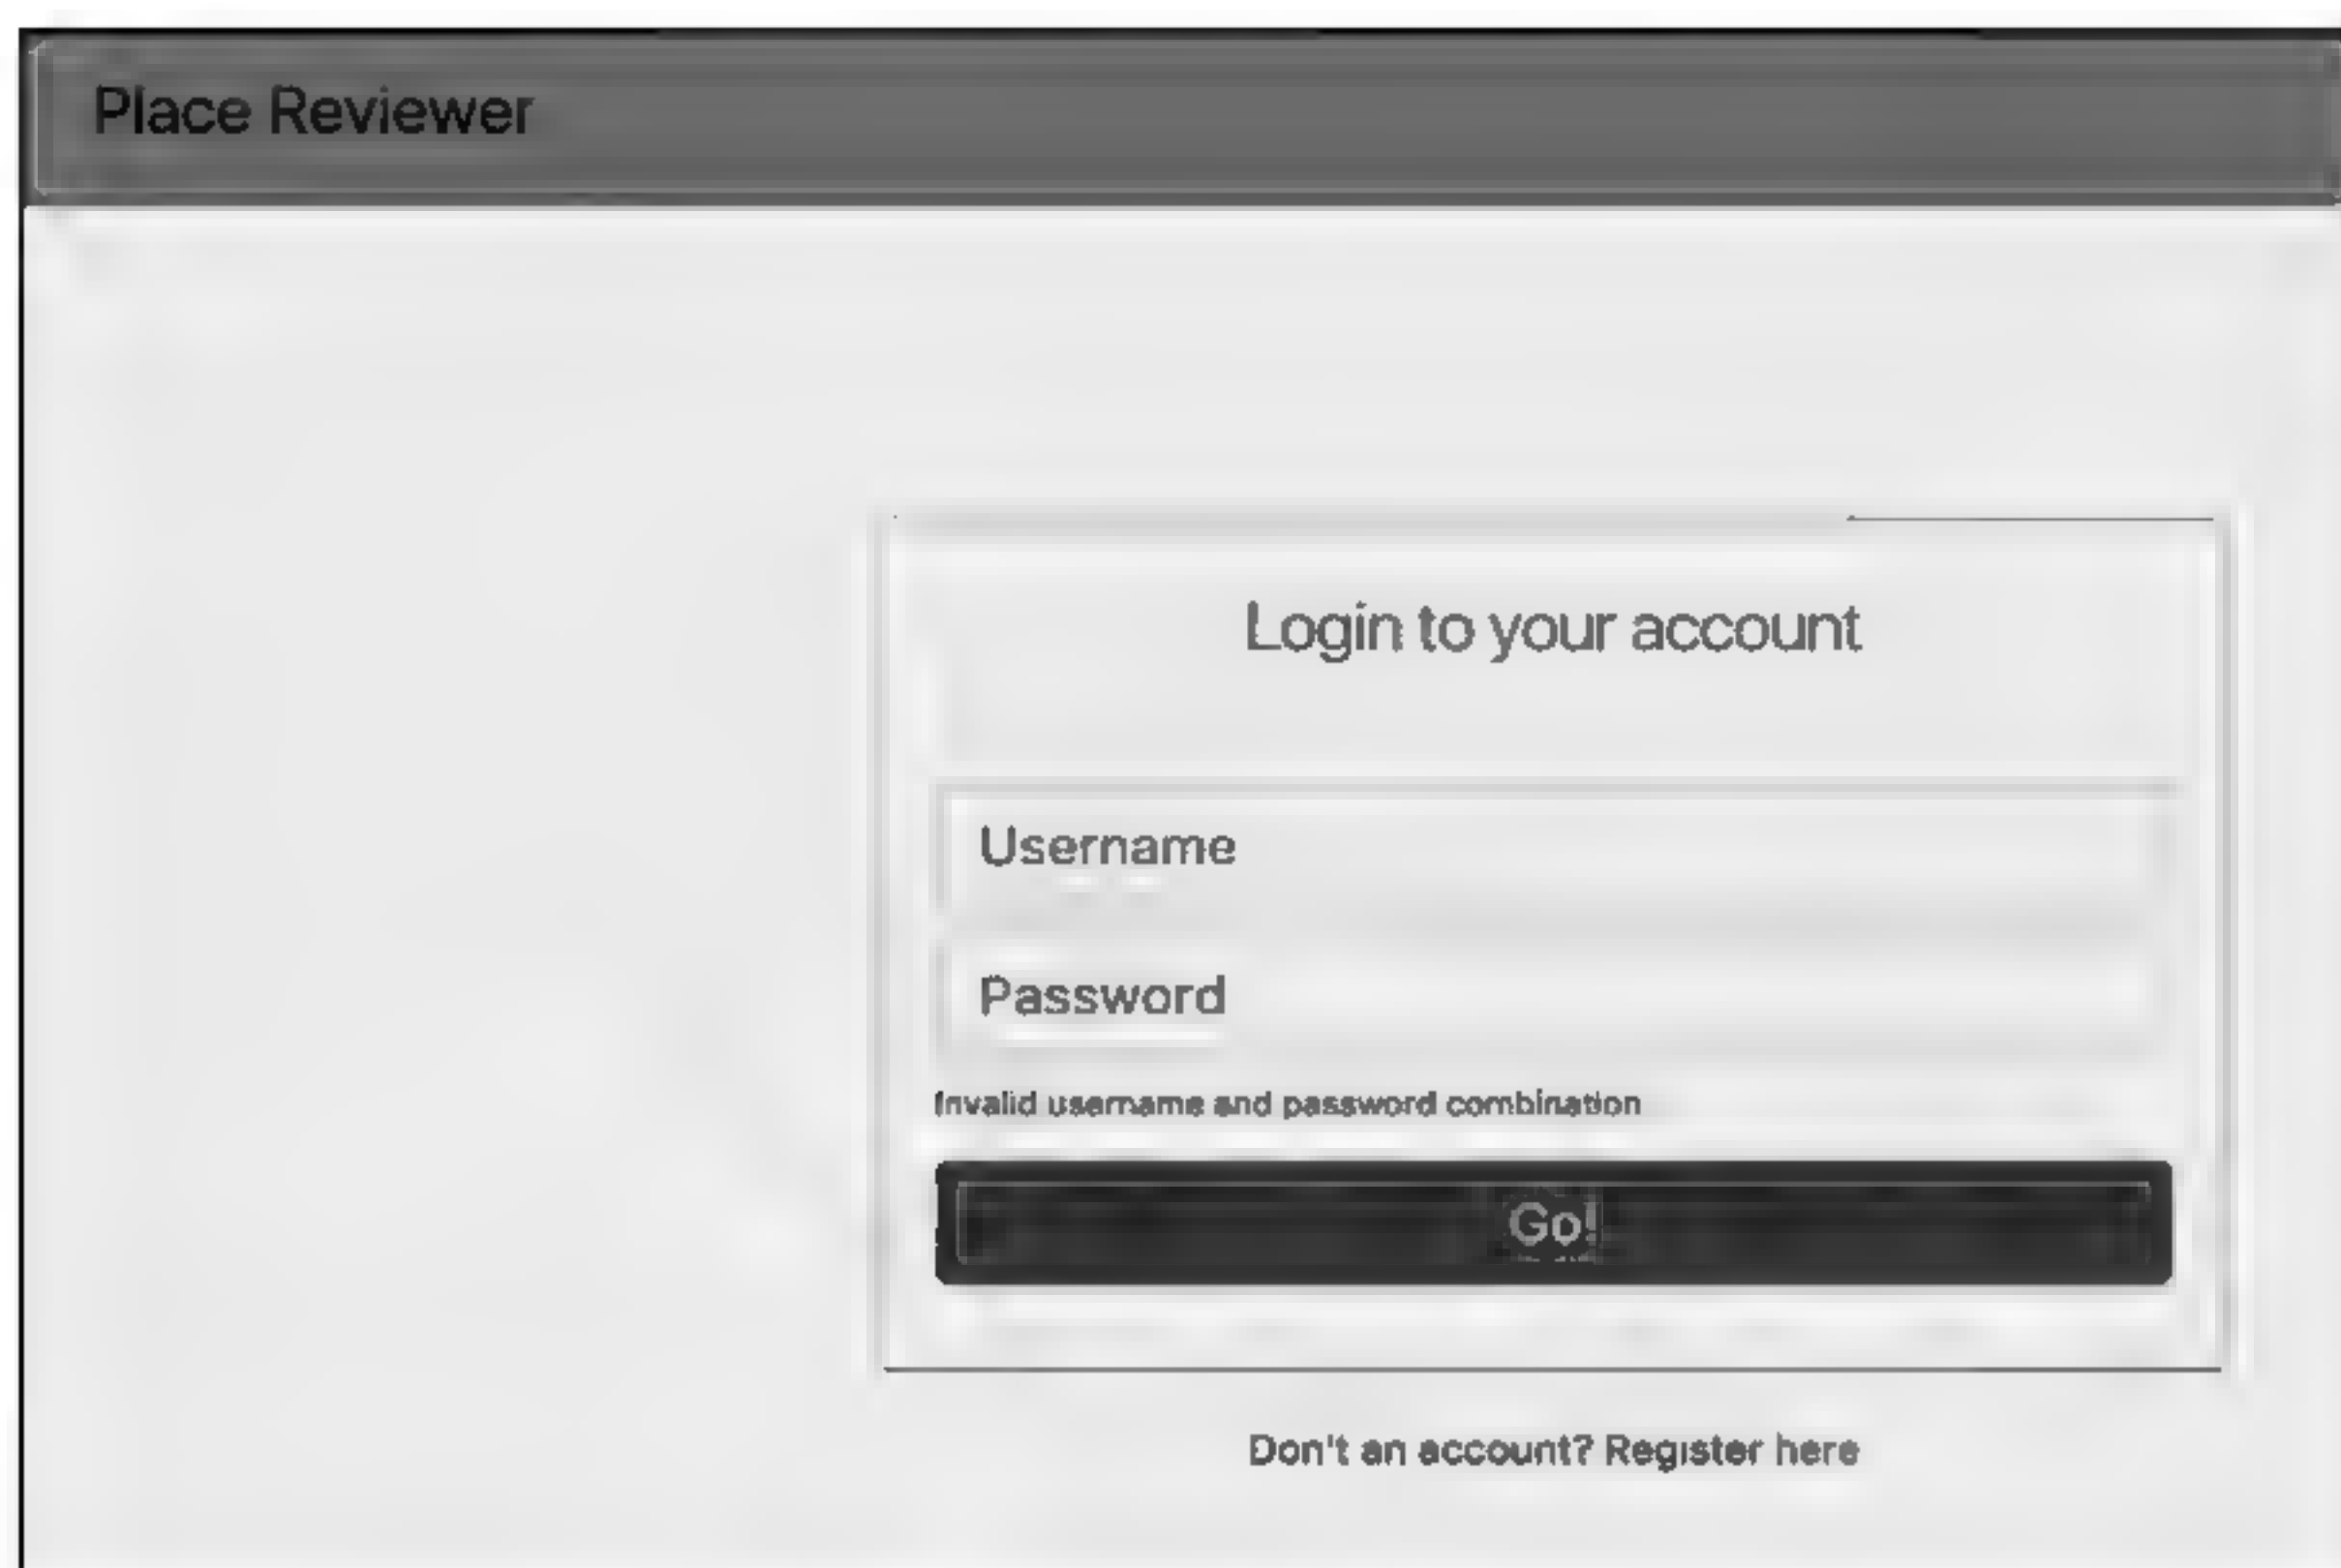 Place Reviewer
Login to your account
Username
Password
Invalid username and password combination
Go!
Don't an account? Register here